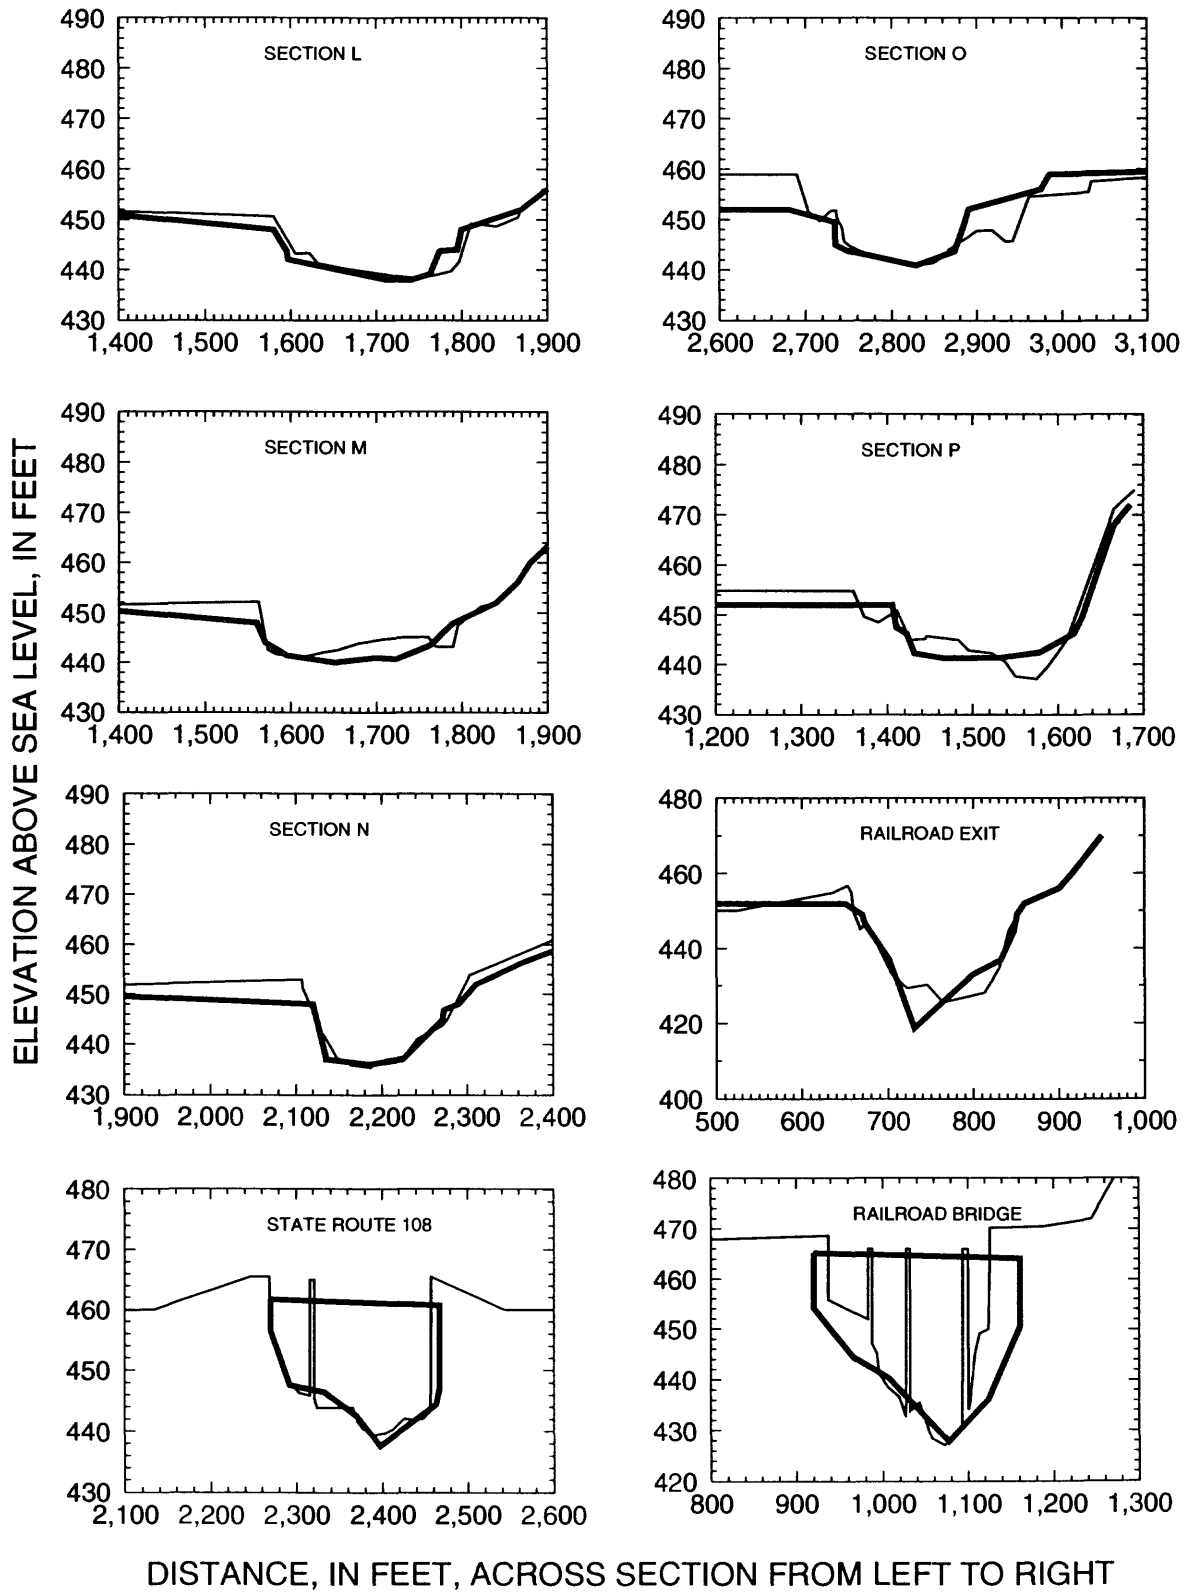 ELEVATION ABOVE SEA LEVEL, IN FEET
SECTION L
490
480
470
460
450
440
430
1,400 1,500 1,600 1,700 1,800 1,900
SECTION O
490
480
470
460
450
440
430
2,600 2,700 2,800 2,900 3,000 3,100
SECTION M
490
480
470
460
450
440
430
1,400 1,500 1,600 1,700 1,800 1,900
SECTION P
490
480
470
460
450
440
430
1,200 1,300 1,400 1,500 1,600 1,700
SECTION N
490
480
470
460
450
440
430
1,900 2,000 2,100 2,200 2,300 2,400
RAILROAD EXIT
480
460
440
420
400
500 600 700 800 900 1,000
STATE ROUTE 108
480
470
460
450
440
430
2,100 2,200 2,300 2,400 2,500 2,600
RAILROAD BRIDGE
480
470
460
450
440
430
420
800 900 1,000 1,100 1,200 1,300
DISTANCE, IN FEET, ACROSS SECTION FROM LEFT TO RIGHT